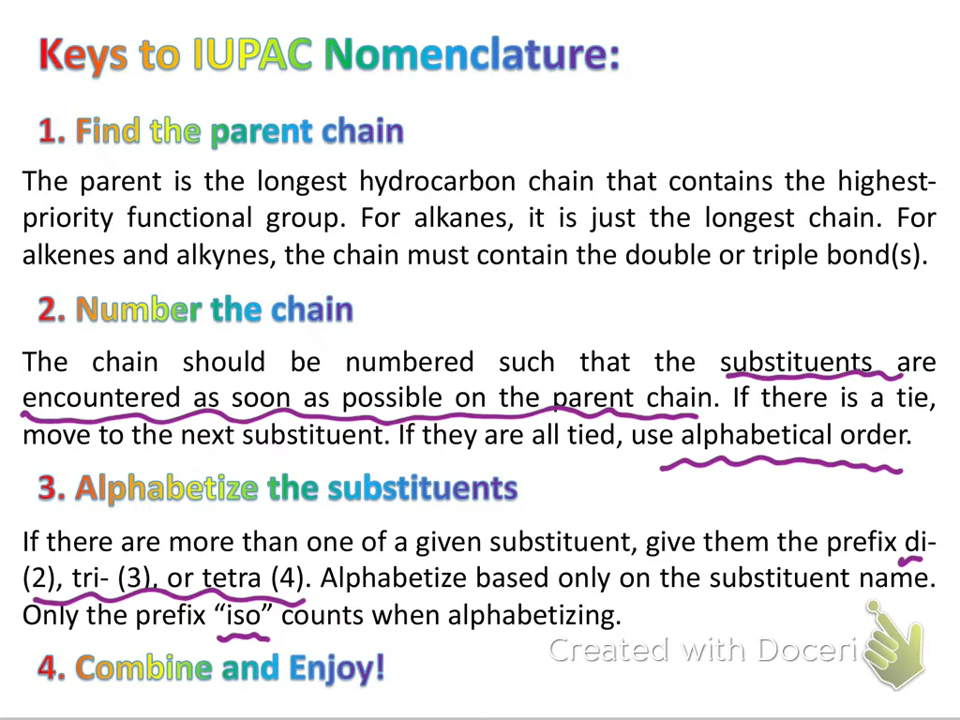 Keys to IUPAC Nomenclature:
1. Find the parent chain
The parent is the longest hydrocarbon chain that contains the highest-
priority functional group. For alkanes, it is just the longest chain. For
alkenes and alkynes, the chain must contain the double or triple bond(s).
2. Number the chain
The chain should be numbered such that the substituents are
encountered as soon as possible on the parent chain. If there is a tie,
move to the next substituent. If they are all tied, use alphabetical order.
3. Alphabetize the substituents
If there are more than one of a given substituent, give them the prefix di-
(2), tri- (3), or tetra (4). Alphabetize based only on the substituent name.
Only the prefix “iso” counts when alphabetizing.
Created with Doceri
4. Combine and Enjoy!